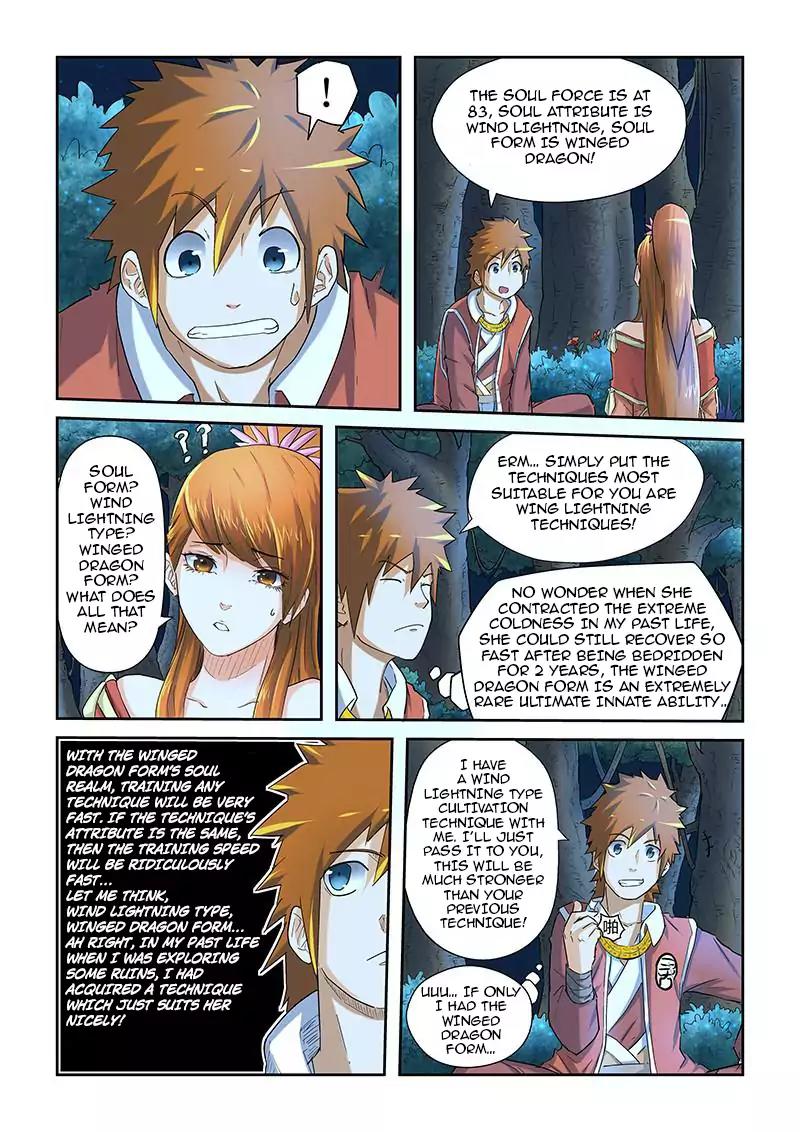 !
THE SOUL FORCE IS AT
83, SOUL ATTRIBUTE IS
WIND LIGHTNING, SOUL
FORM IS WINGED
DRAGON!
??
SOUL
FORM?
WIND
LIGHTNING
TYPE?
WINGED
DRAGON
FORM?
WHAT DOES
ALL THAT
MEAN?
ERM... SIMPLY PUT THE
TECHNIQUES MOST
SUITABLE FOR YOU ARE
WING LIGHTNING
TECHNIQUES!
NO WONDER WHEN SHE
CONTRACTED THE EXTREME
COLDNESS IN MY PAST LIFE,
SHE COULD STILL RECOVER SO
FAST AFTER BEING BEDRIDDEN
FOR 2 YEARS, THE WINGED
DRAGON FORM IS AN EXTREMELY
RARE ULTIMATE INNATE ABILITY..
WITH THE WINGED
DRAGON FORM'S SOUL
REALM, TRAINING ANY
TECHNIQUE WILL BE VERY
FAST. IF THE TECHNIQUE'S
ATTRIBUTE IS THE SAME,
THEN THE TRAINING SPEED
WILL BE RIDICULOUSLY
FAST...
LET ME THINK,
WIND LIGHTNING TYPE,
WINGED DRAGON FORM...
AH RIGHT, IN MY PAST LIFE
WHEN I WAS EXPLORING
SOME RUINS, I HAD
ACQUIRED A TECHNIQUE
WHICH JUST SUITS HER
NICELY!
I HAVE
A WIND
LIGHTNING TYPE
CULTIVATION
TECHNIQUE WITH
ME. I'LL JUST
PASS IT TO YOU,
THIS WILL BE
MUCH STRONGER
THAN YOUR
PREVIOUS
TECHNIQUE!
啪
UUU... IF ONLY
I HAD THE
WINGED
DRAGON
FORM...